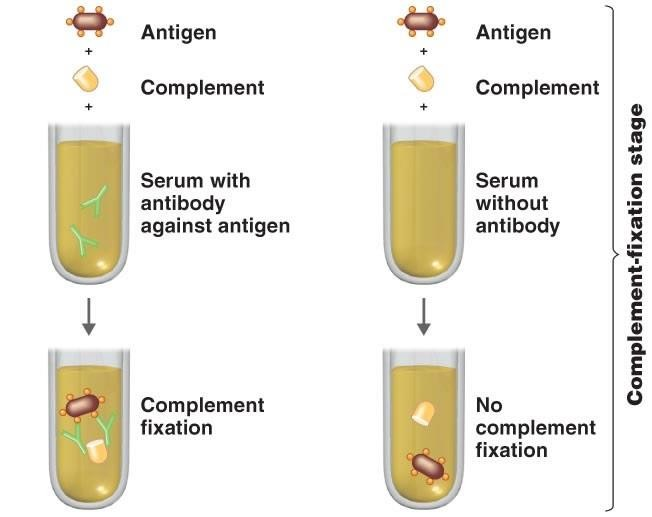 Antigen
+
Complement
+
Serum with
antibody
against antigen
Complement
fixation
Antigen
+
Complement
+
Serum
without
antibody
No
complement
fixation
Complement-fixation stage